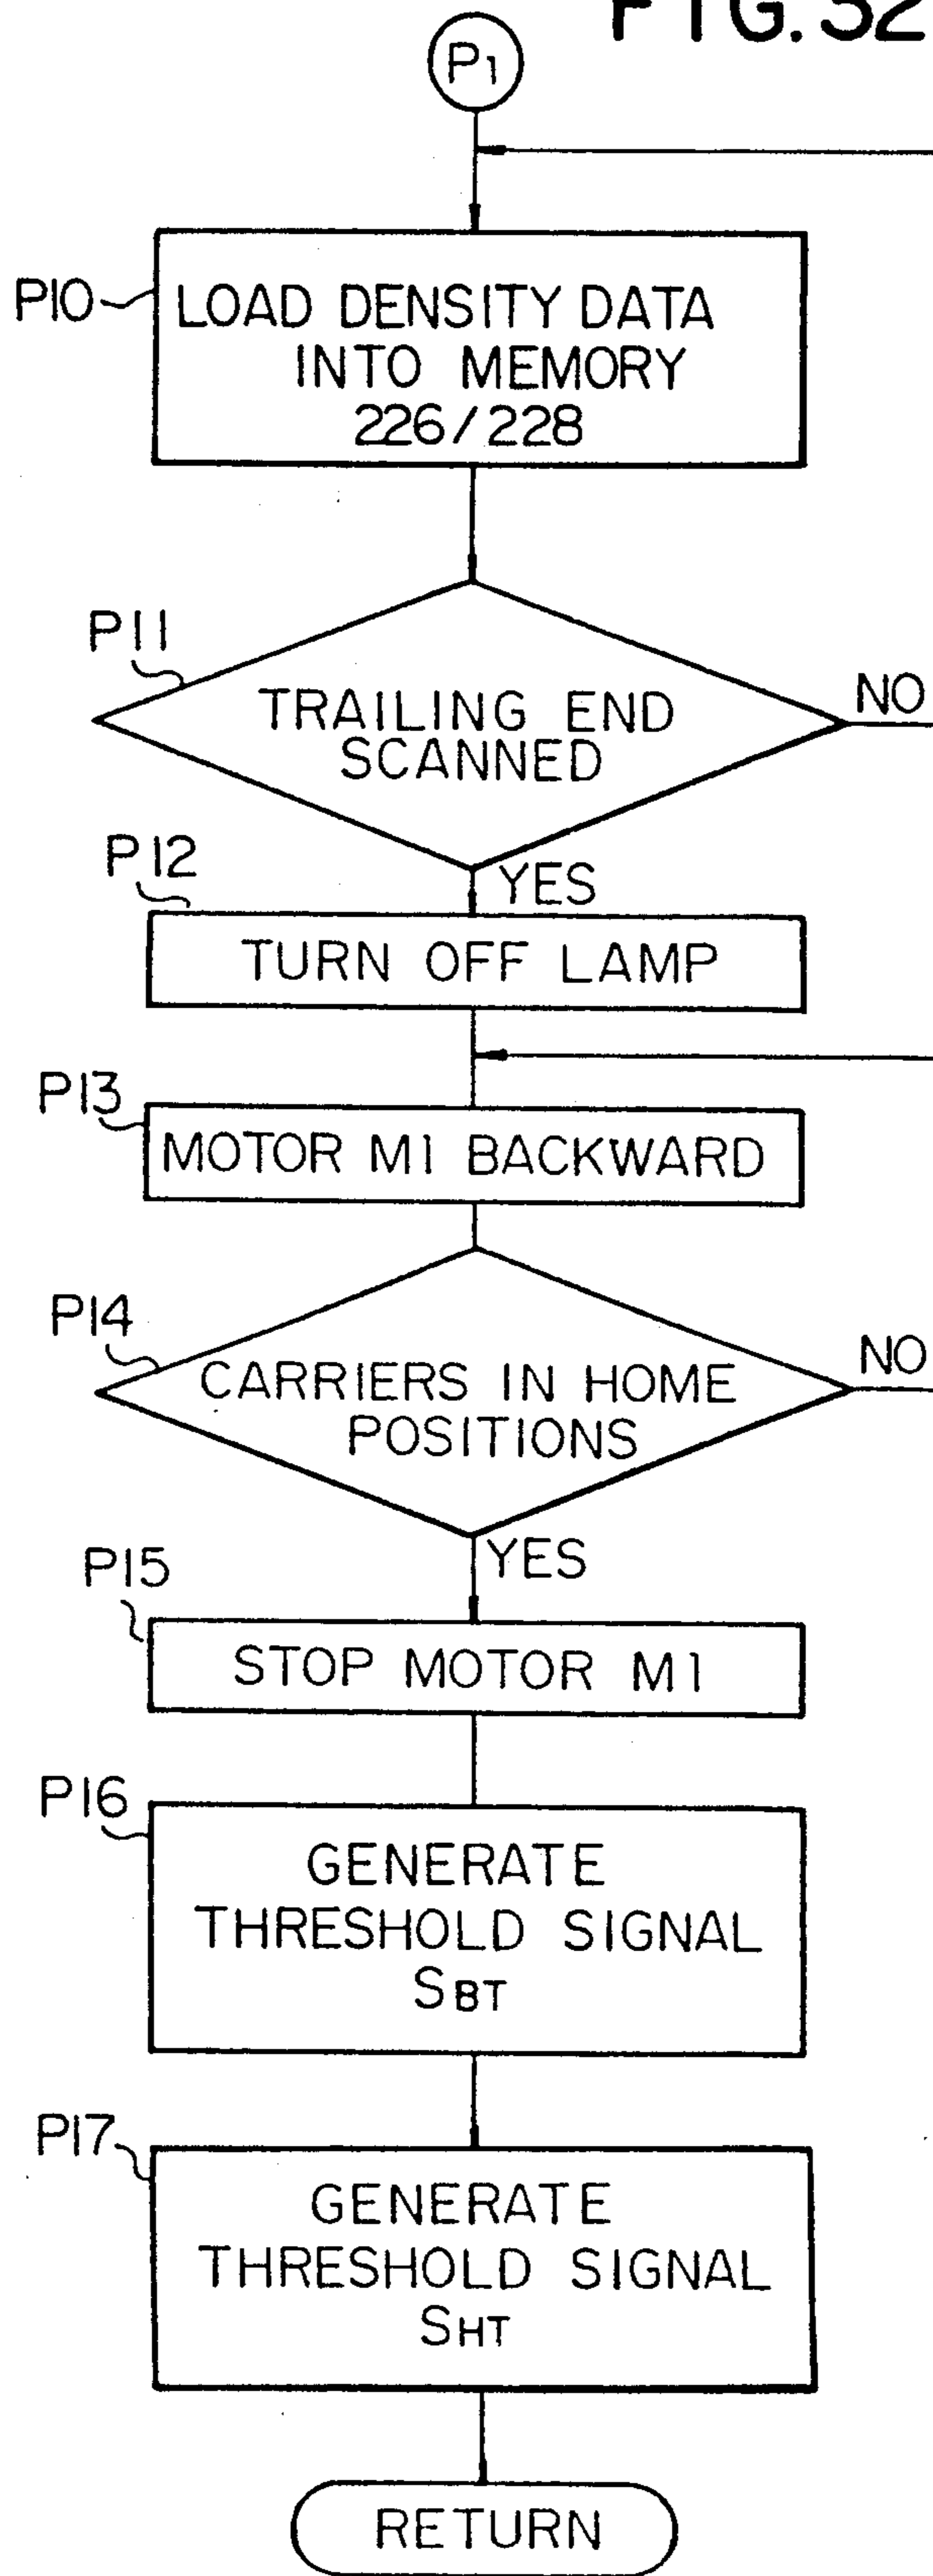 FIG. 32
P1
P10
LOAD DENSITY DATA
INTO MEMORY
226/228
P11
TRAILING END
SCANNED
NO
YES
P12
TURN OFF LAMP
P13
MOTOR M1 BACKWARD
P14
CARRIERS IN HOME
POSITIONS
NO
YES
P15
STOP MOTOR M1
P16
GENERATE
THRESHOLD SIGNAL
SBT
P17
GENERATE
THRESHOLD SIGNAL
SHT
RETURN